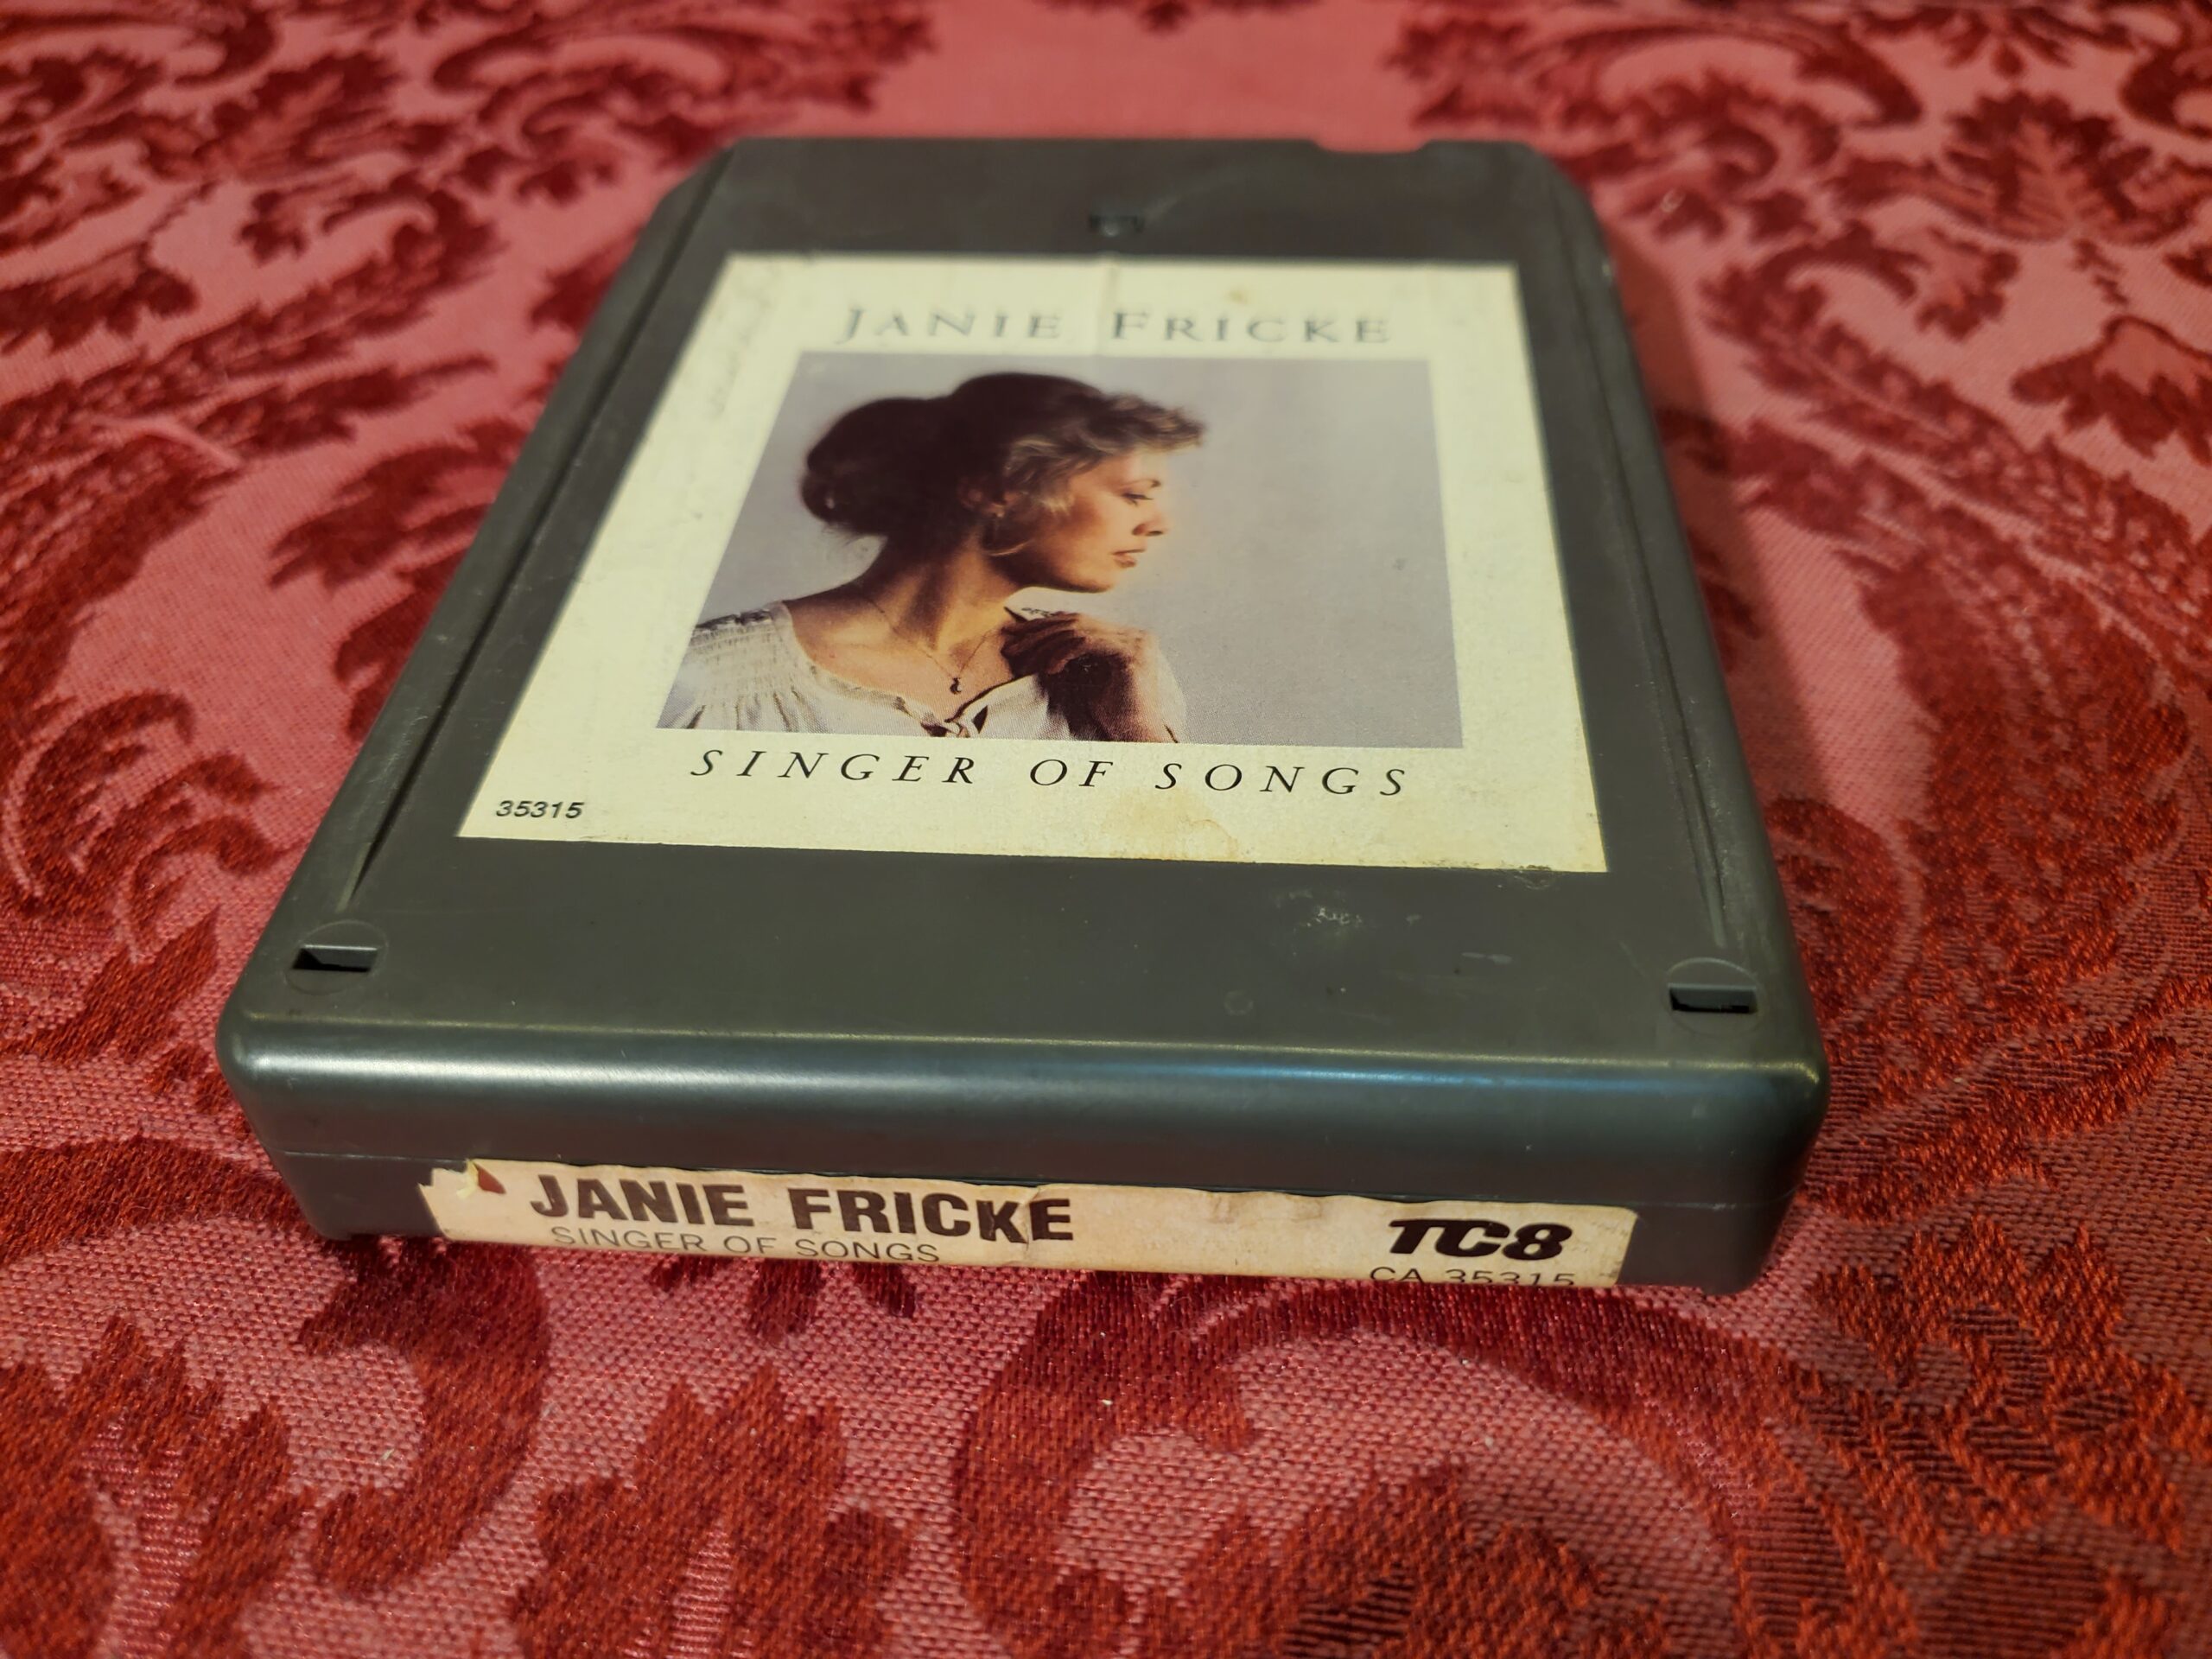 JANIE FRICKE
SINGER OF SONGS
35315
JANIE FRICKE
SINGER OF SONGS
TC8
CA 35315